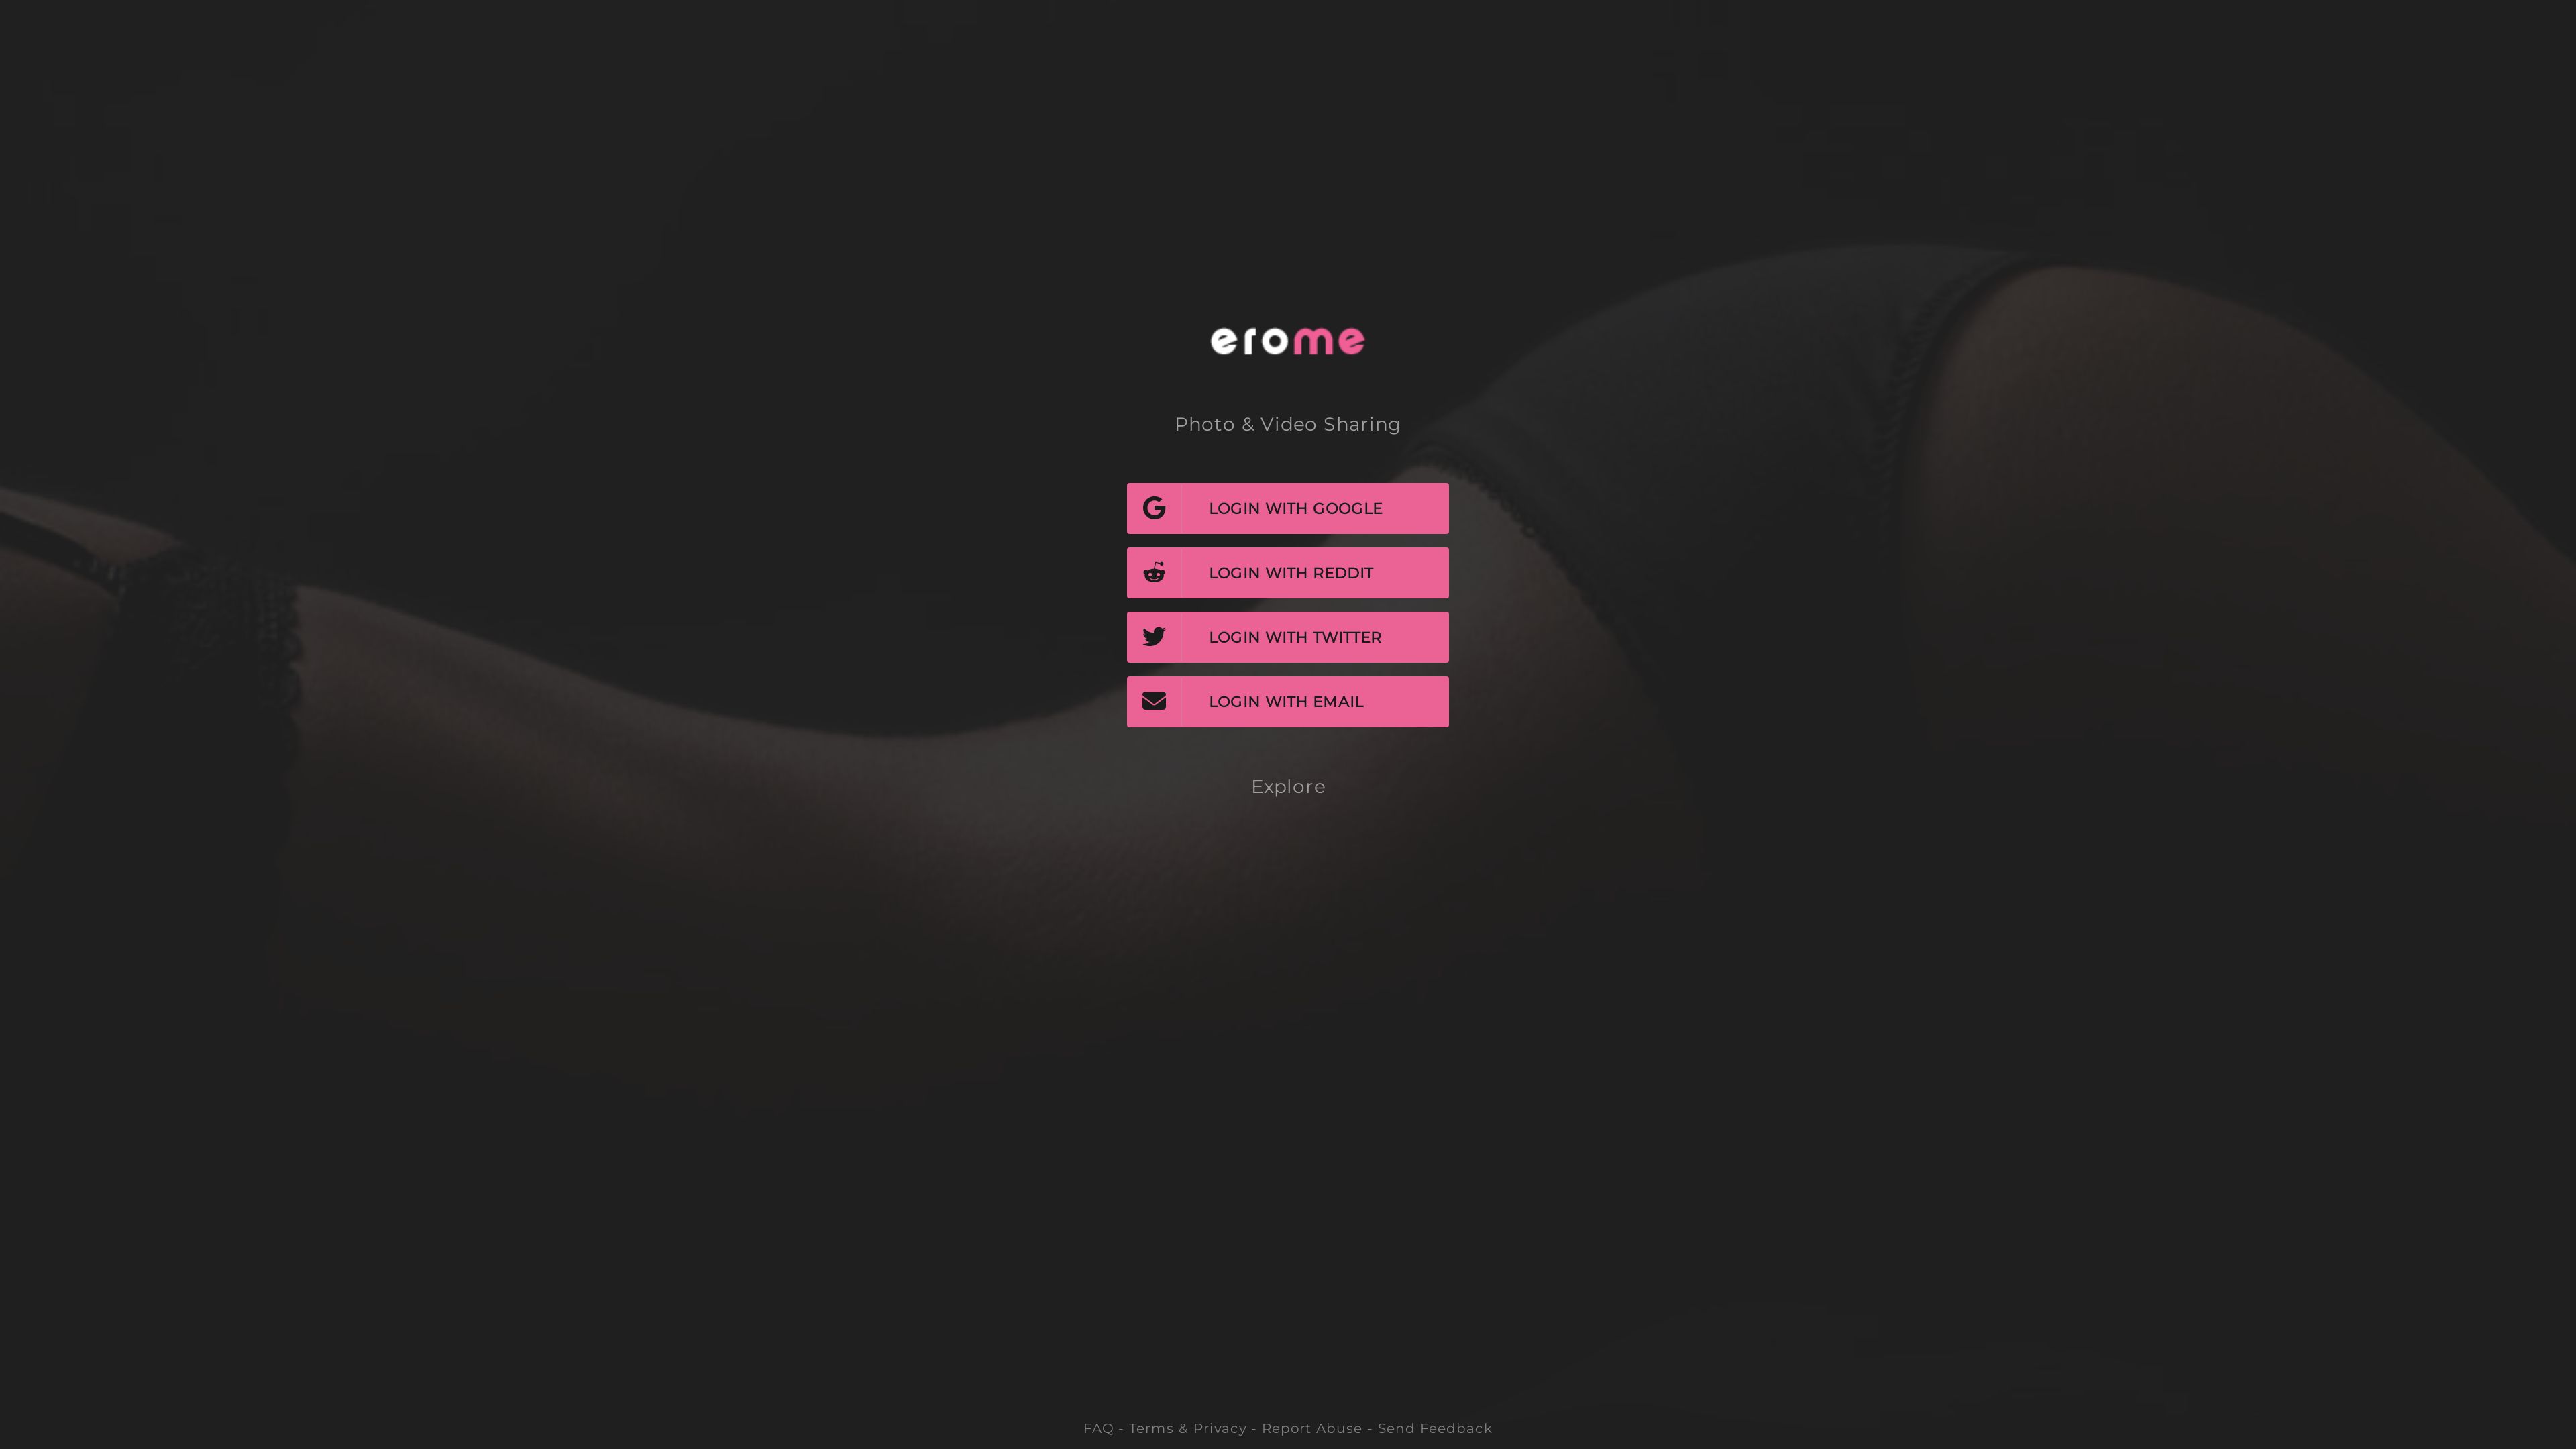 erome
Photo & Video Sharing
LOGIN WITH GOOGLE
LOGIN WITH REDDIT
LOGIN WITH TWITTER
LOGIN WITH EMAIL
Explore
FAQ - Terms & Privacy - Report Abuse - Send Feedback